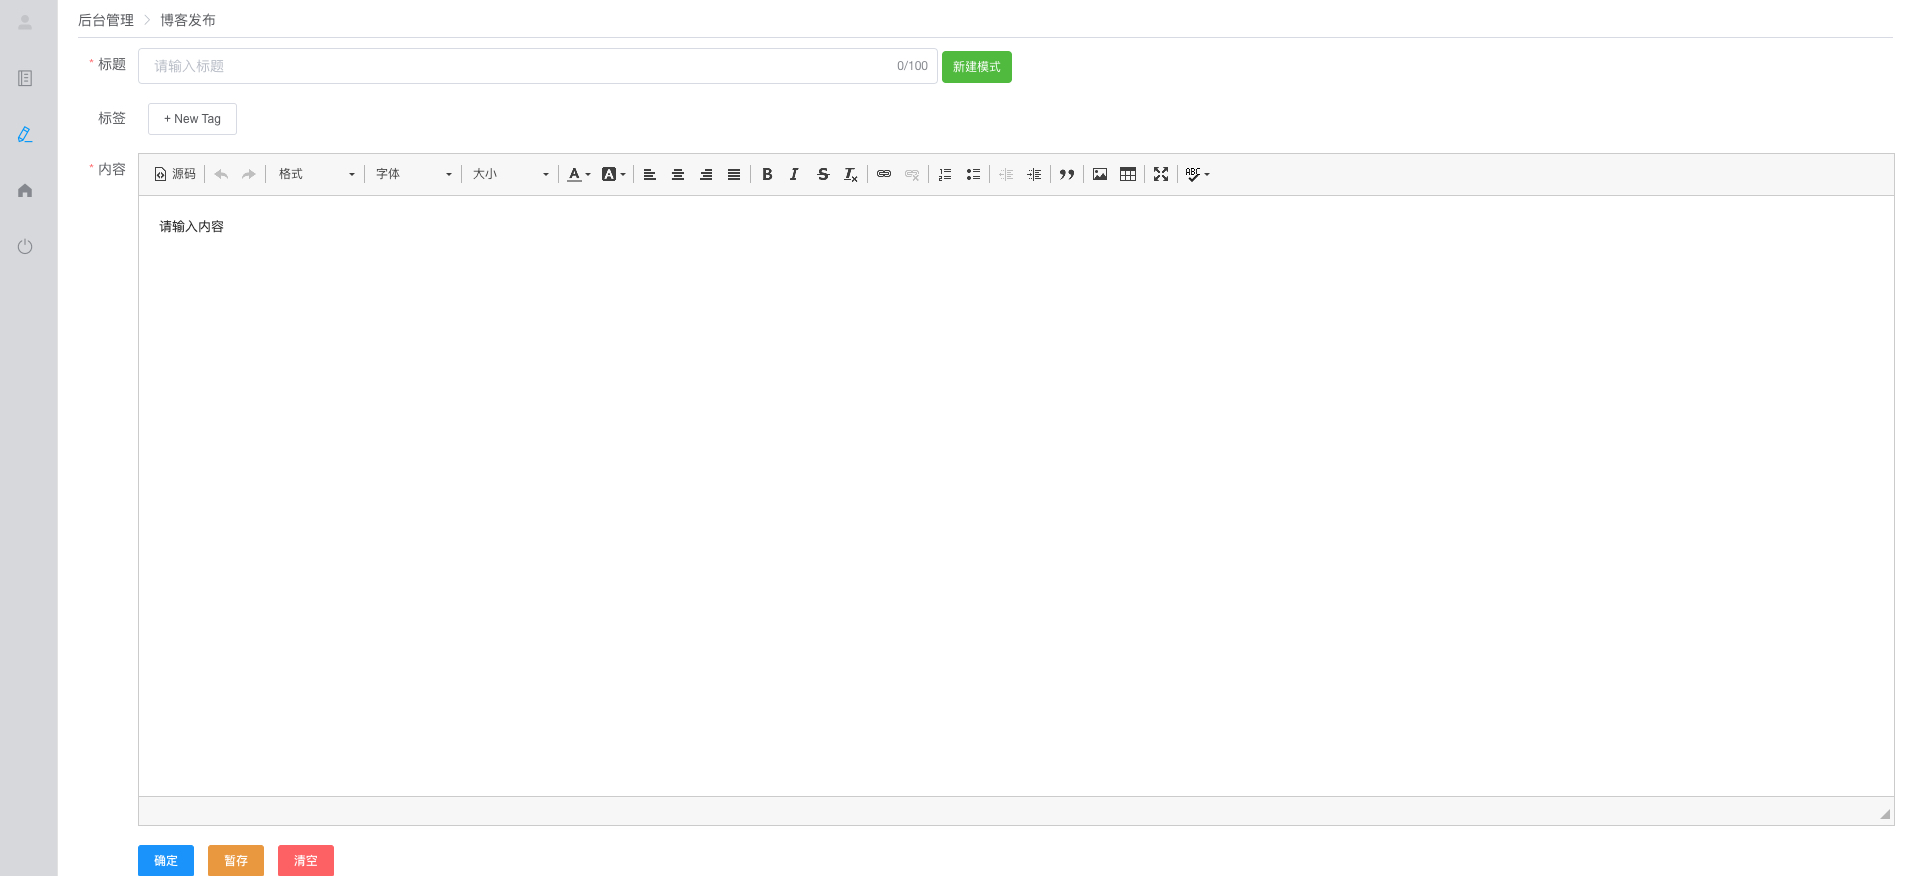 后台管理 博客发布
* 标题 请输入标题 0/100 新建模式
标签 + New Tag
* 内容 源码 格式 字体 大小
请输入内容
确定 暂存 清空